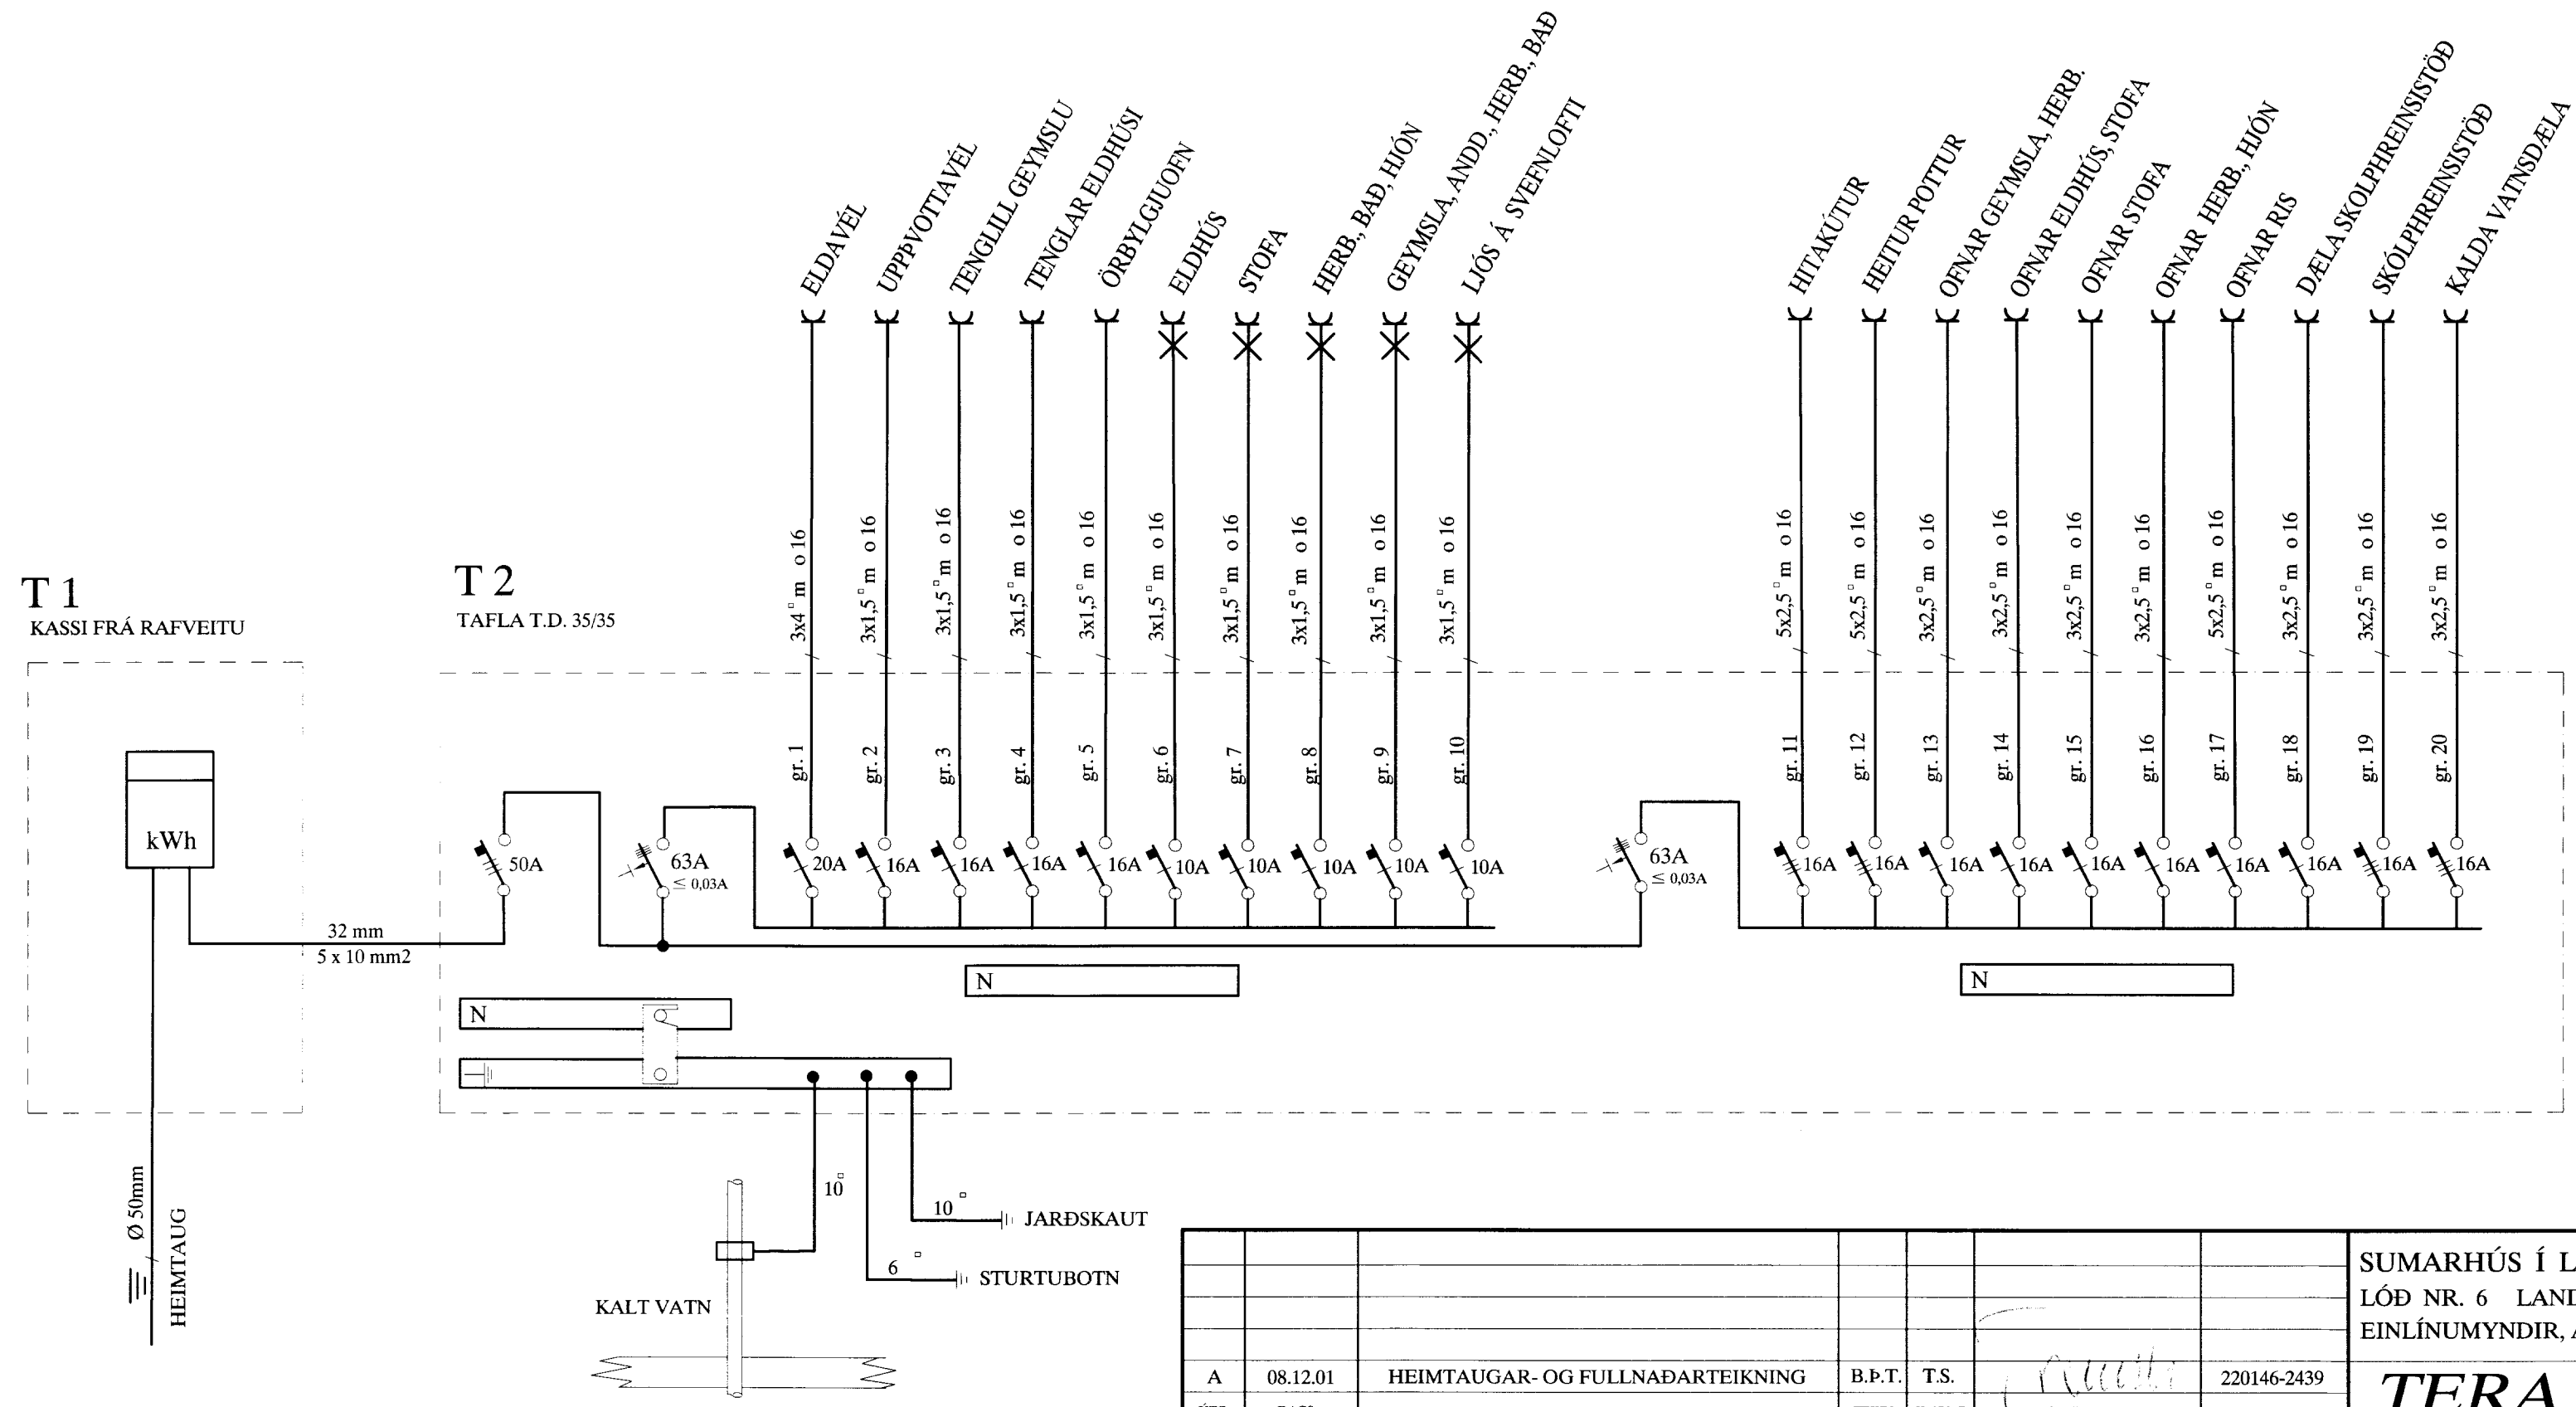 ELDAVÉL
UPPÞVOTTAVÉL
TENGLILL GEYMSLU
TENGLAR ELDHÚSI
ÖRBYLGJUOFN
ELDHÚS
STOFA
HERB., BAÐ, HJÓN
GEYMSLA, ANDD., HERB., BAÐ
LJÓS Á SVEFNLOFTI
HITAKÚTUR
HEITUR POTTUR
OFNAR GEYMSLA, HERB.
OFNAR ELDHÚS, STOFA
OFNAR STOFA
OFNAR HERB., HJÓN
OFNAR RIS
DÆLA SKOLPHREINSISTÖÐ
SKÓLPHREINSISTÖÐ
KALDA VATNSDÆLA
3x4 □ m o 16
3x1,5 □ m o 16
3x1,5 □ m o 16
3x1,5 □ m o 16
3x1,5 □ m o 16
3x1,5 □ m o 16
3x1,5 □ m o 16
3x1,5 □ m o 16
3x1,5 □ m o 16
3x1,5 □ m o 16
5x2,5 □ m o 16
5x2,5 □ m o 16
3x2,5 □ m o 16
3x2,5 □ m o 16
3x2,5 □ m o 16
3x2,5 □ m o 16
5x2,5 □ m o 16
3x2,5 □ m o 16
3x2,5 □ m o 16
3x2,5 □ m o 16
T 1
KASSI FRÁ RAFVEITU
T 2
TAFLA T.D. 35/35
gr. 1
gr. 2
gr. 3
gr. 4
gr. 5
gr. 6
gr. 7
gr. 8
gr. 9
gr. 10
gr. 11
gr. 12
gr. 13
gr. 14
gr. 15
gr. 16
gr. 17
gr. 18
gr. 19
gr. 20
kWh
50A
63A
≤ 0,03A
20A
16A
16A
16A
16A
10A
10A
10A
10A
10A
63A
≤ 0,03A
16A
16A
16A
16A
16A
16A
16A
16A
16A
16A
32 mm
5 x 10 mm2
N
N
N
Ø 50mm
HEIMTAUG
10 □
10 □
JARÐSKAUT
6 □
STURTUBOTN
KALT VATN
SUMARHÚS Í L
LÓÐ NR. 6 LAND
EINLÍNUMYNDIR, A
A 08.12.01 HEIMTAUGAR- OG FULLNAÐARTEIKNING B.Þ.T. T.S. 220146-2439
TERA